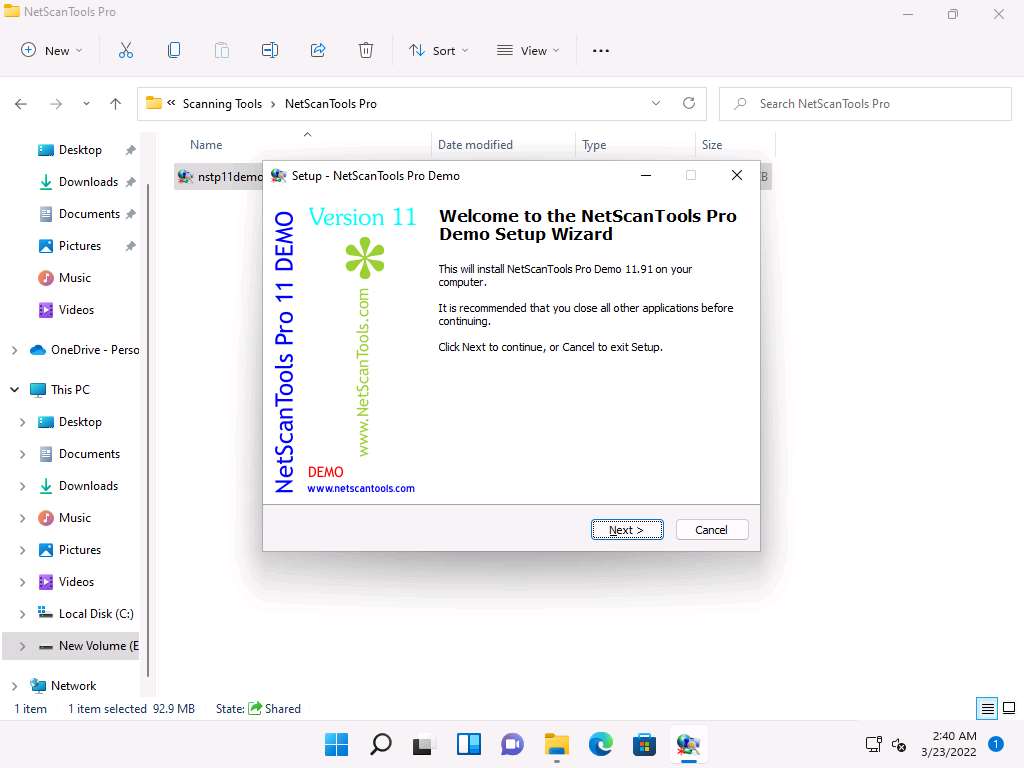 NetScanTools Pro
New
Sort
View
« Scanning Tools > NetScanTools Pro
Search NetScanTools Pro
Name
Date modified
Type
Size
nstp11demo
B
Desktop
Downloads
Documents
Pictures
Music
Videos
OneDrive - Perso
This PC
Desktop
Documents
Downloads
Music
Pictures
Videos
Local Disk (C:)
New Volume (E
Network
Setup - NetScanTools Pro Demo
NetScanTools Pro 11 DEMO
Version 11
www.NetScanTools.com
DEMO
www.netscantools.com
Welcome to the NetScanTools Pro
Demo Setup Wizard
This will install NetScanTools Pro Demo 11.91 on your
computer.
It is recommended that you close all other applications before
continuing.
Click Next to continue, or Cancel to exit Setup.
Next >
Cancel
1 item
1 item selected 92.9 MB
State: Shared
2:40 AM
3/23/2022
1